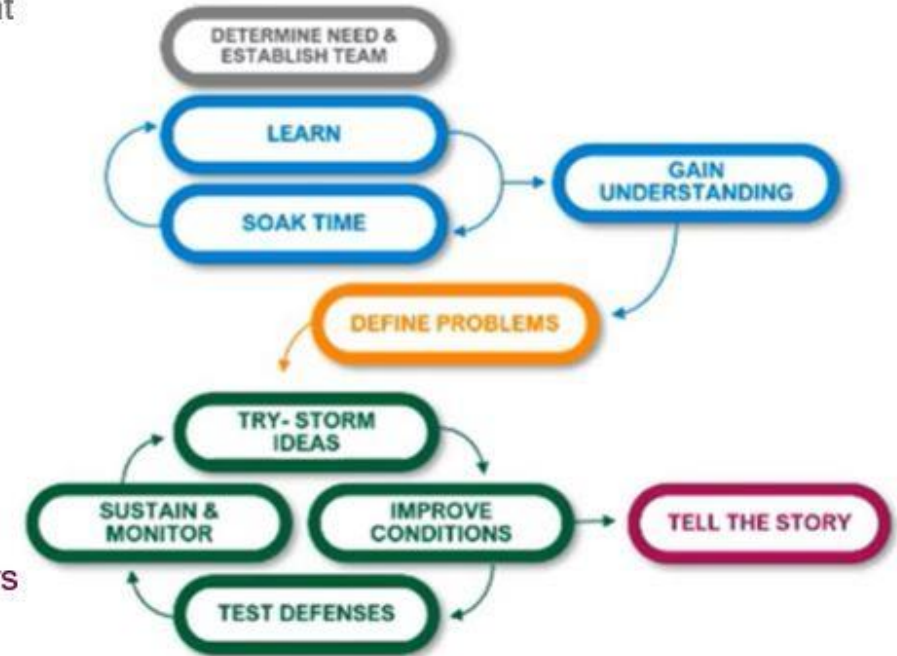 DETERMINE NEED &
ESTABLISH TEAM
LEARN
SOAK TIME
GAIN
UNDERSTANDING
DEFINE PROBLEMS
TRY- STORM
IDEAS
SUSTAIN &
MONITOR
IMPROVE
CONDITIONS
TELL THE STORY
TEST DEFENSES